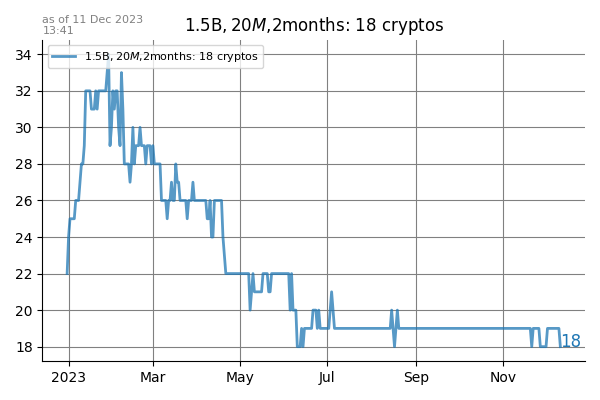 as of 11 Dec 2023
13:41
1.5B, 20M,2months: 18 cryptos
1.5B, 20M,2months: 18 cryptos
34
32
30
28
26
24
22
20
18
18
2023 Mar May Jul Sep Nov